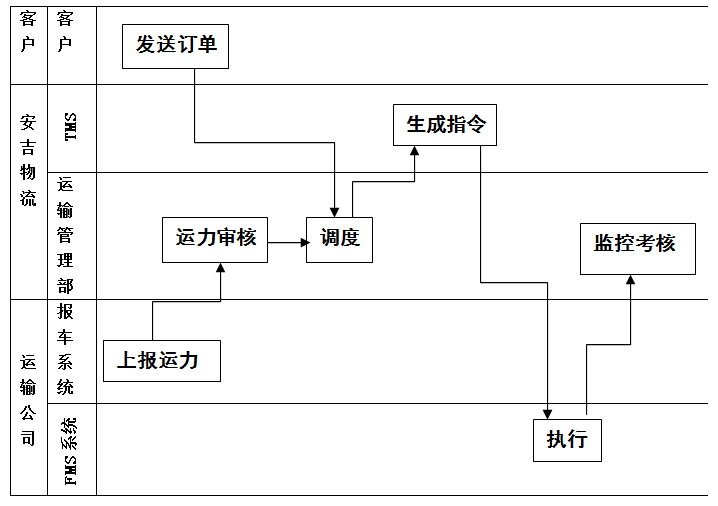 客户
客户
发送订单
安吉物流
TMS
生成指令
运输管理部
运力审核
调度
监控考核
运输公司
报车系统
上报运力
FMS系统
执行